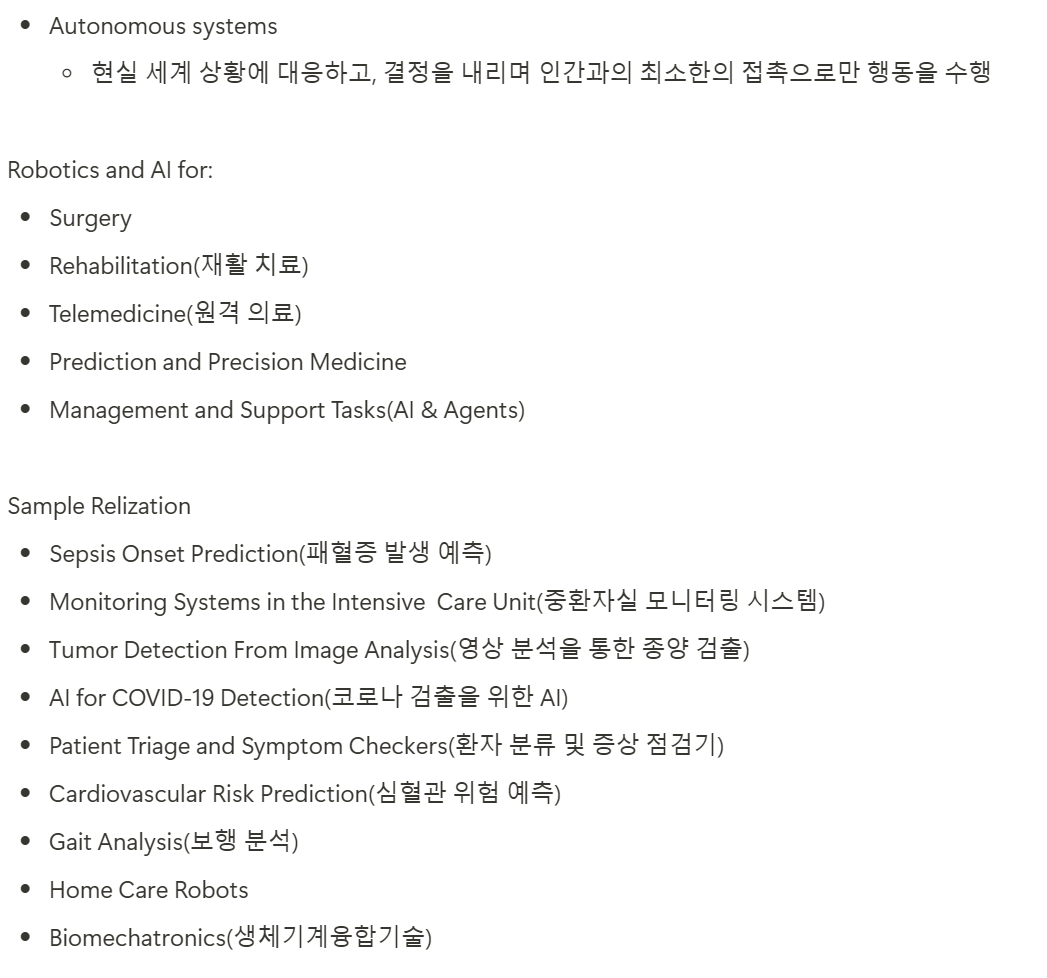 Autonomous systems
현실 세계 상황에 대응하고, 결정을 내리며 인간과의 최소한의 접촉으로만 행동을 수행
Robotics and AI for:
Surgery
Rehabilitation(재활 치료)
Telemedicine(원격 의료)
Prediction and Precision Medicine
Management and Support Tasks(AI & Agents)
Sample Relization
Sepsis Onset Prediction(패혈증 발생 예측)
Monitoring Systems in the Intensive  Care Unit(중환자실 모니터링 시스템)
Tumor Detection From Image Analysis(영상 분석을 통한 종양 검출)
AI for COVID-19 Detection(코로나 검출을 위한 AI)
Patient Triage and Symptom Checkers(환자 분류 및 증상 점검기)
Cardiovascular Risk Prediction(심혈관 위험 예측)
Gait Analysis(보행 분석)
Home Care Robots
Biomechatronics(생체기계융합기술)